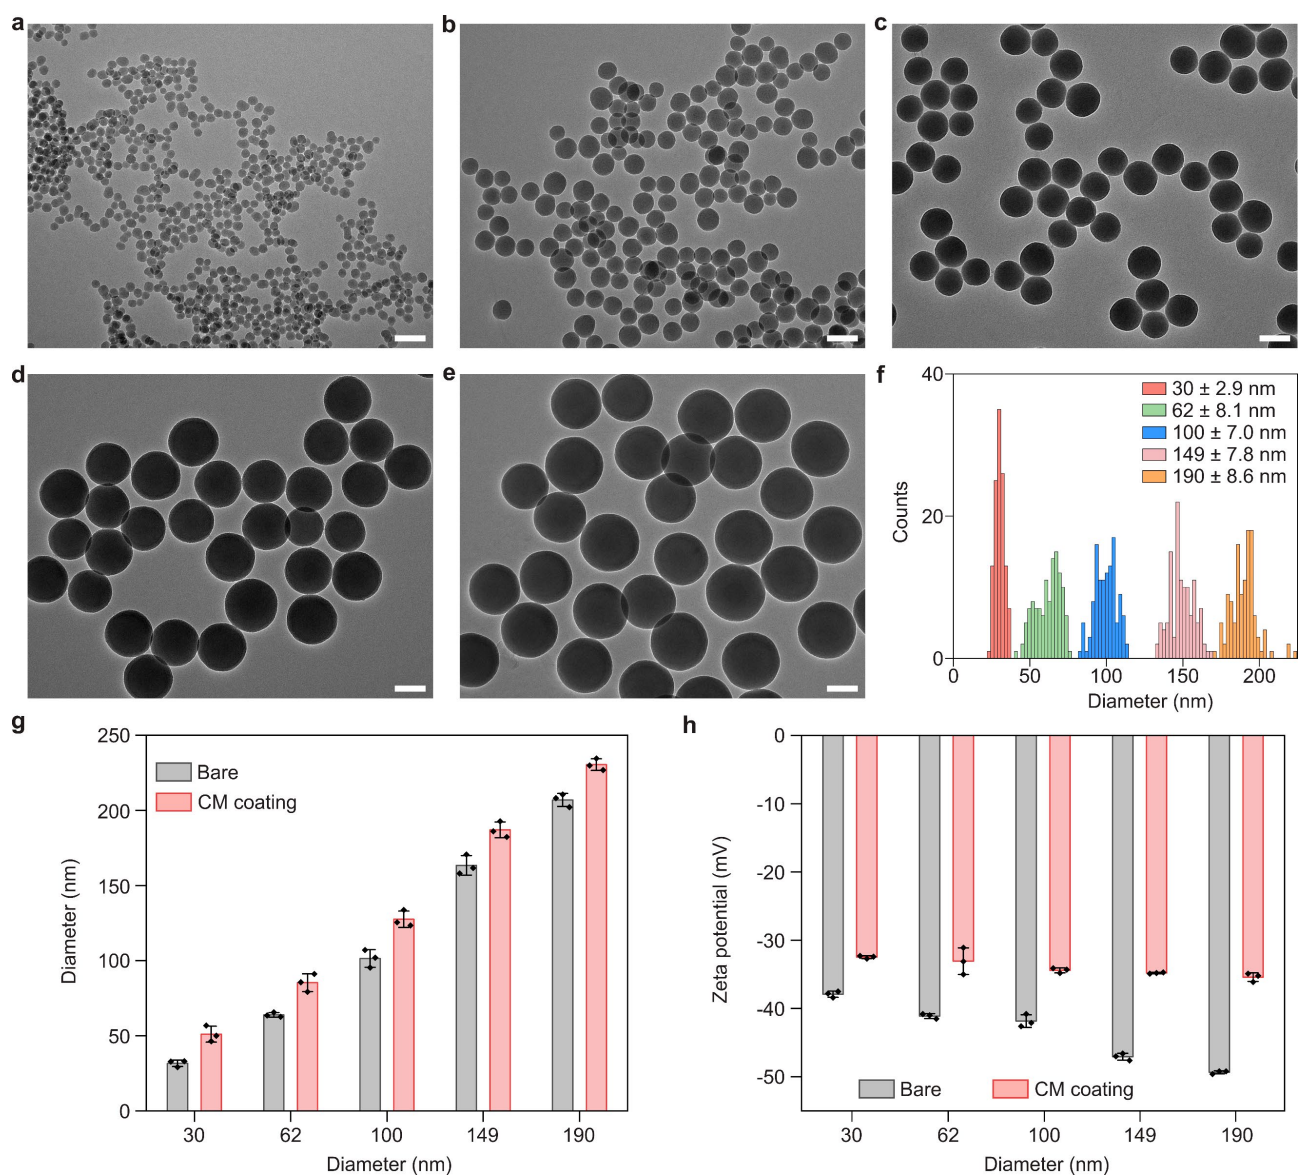 a
b
c
d
e
f
40
20
0
Counts
30 ± 2.9 nm
62 ± 8.1 nm
100 ± 7.0 nm
149 ± 7.8 nm
190 ± 8.6 nm
0 50 100 150 200
Diameter (nm)
g
250
200
150
100
50
0
Diameter (nm)
Bare
CM coating
30 62 100 149 190
Diameter (nm)
h
0
-10
-20
-30
-40
-50
Zeta potential (mV)
Bare CM coating
30 62 100 149 190
Diameter (nm)